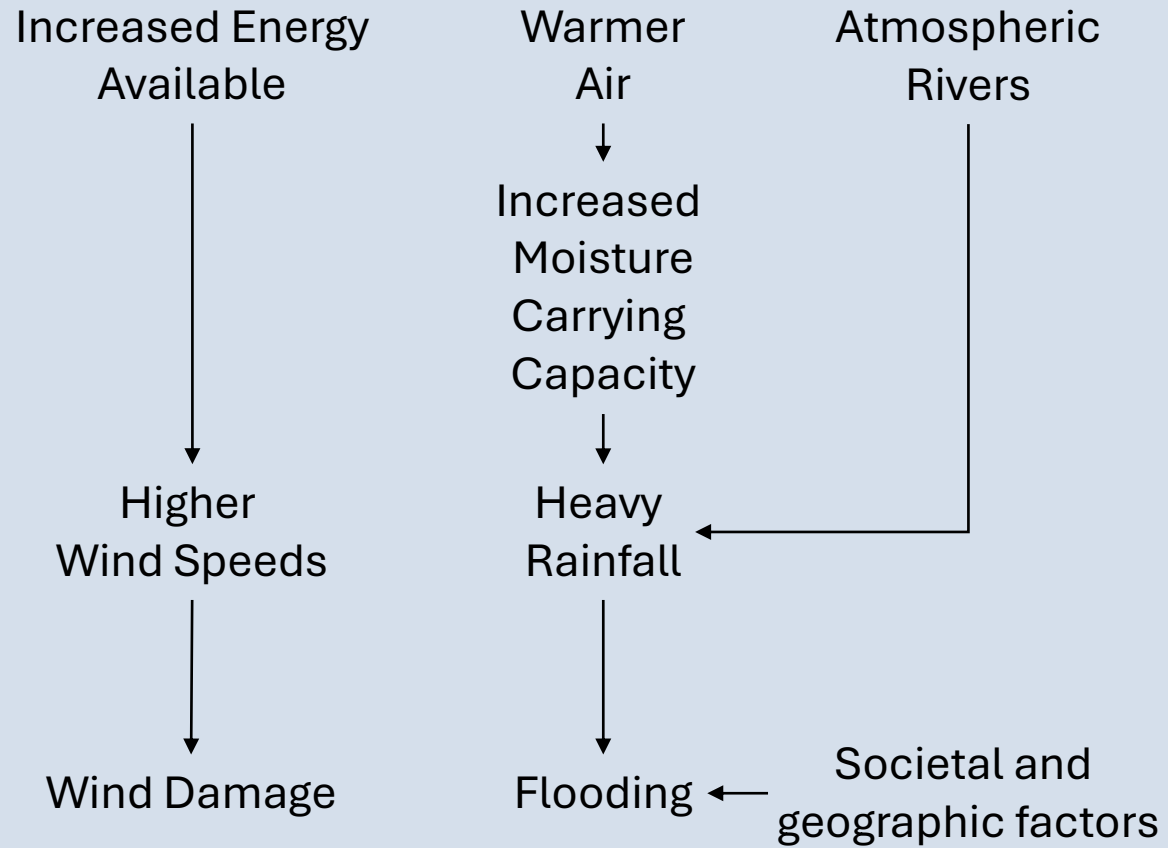 Increased Energy
Available
Warmer
Air
Atmospheric
Rivers
Increased
Moisture
Carrying
Capacity
Higher
Wind Speeds
Heavy
Rainfall
Wind Damage
Flooding
Societal and
geographic factors